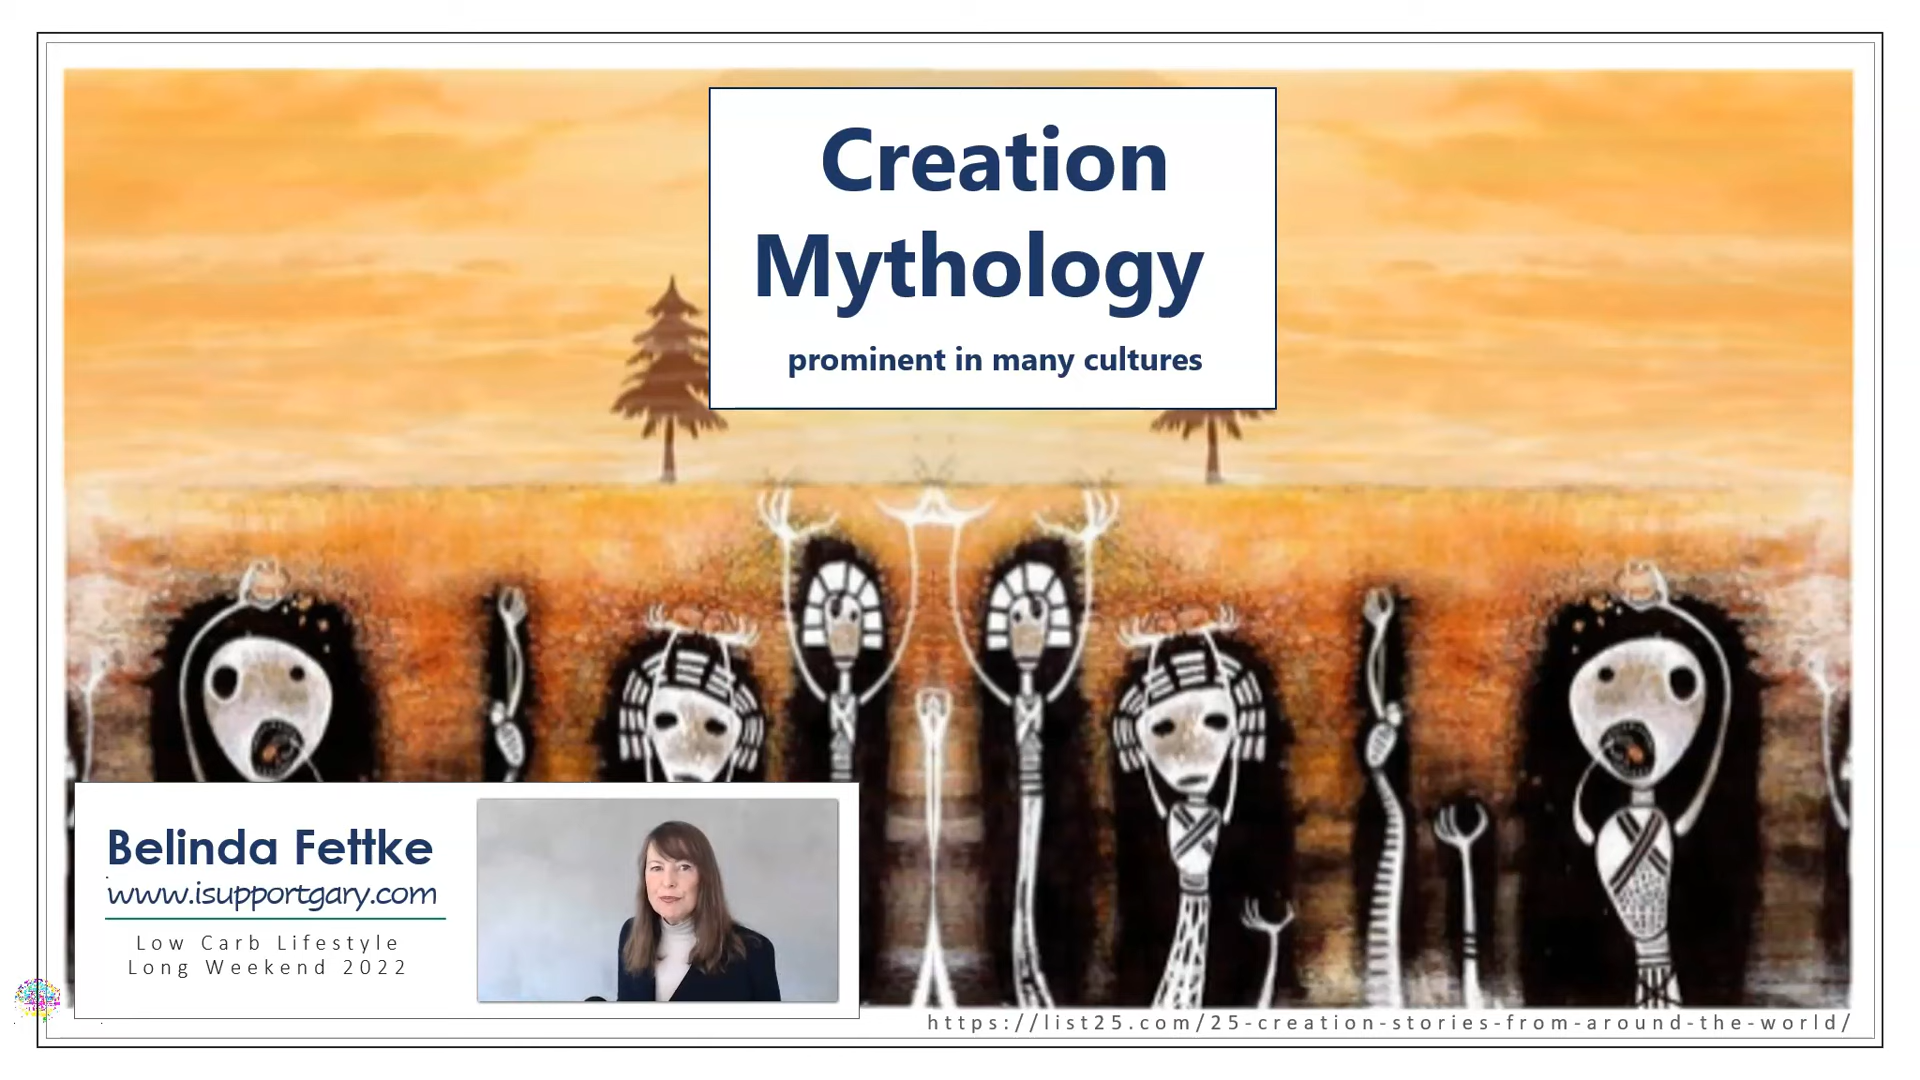 Creation
Mythology
prominent in many cultures
Belinda Fettke
www.isupportgary.com
Low Carb Lifestyle
Long Weekend 2022
https://list25.com/25-creation-stories-from-around-the-world/